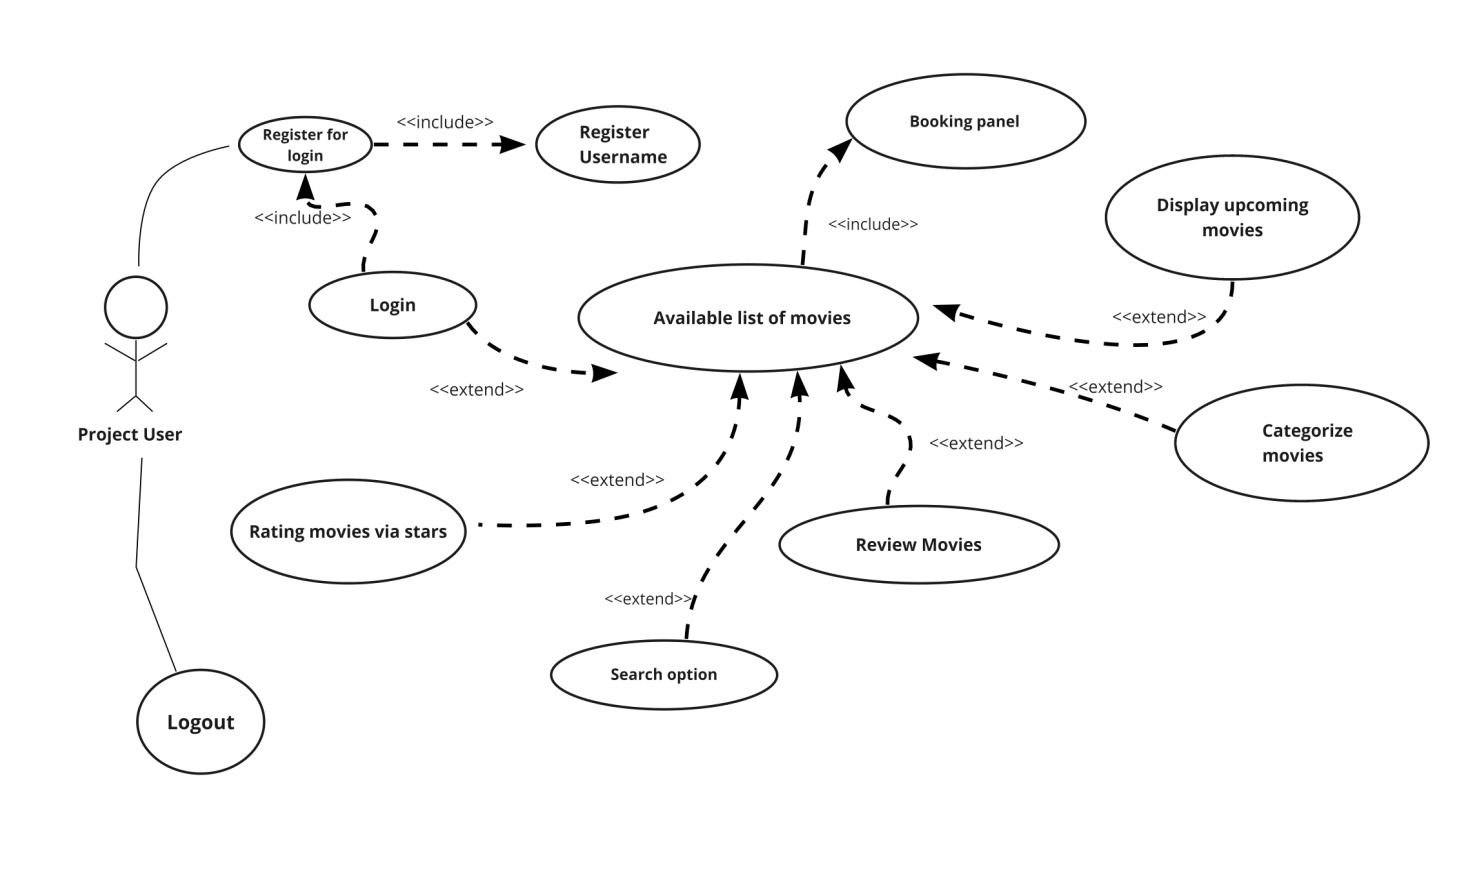 Register for
login
<<include>>
Register
Username
Booking panel
<<include>>
<<include>>
Display upcoming
movies
Login
Available list of movies
<<extend>>
<<extend>>
<<extend>>
Project User
<<extend>>
Categorize
movies
<<extend>>
Rating movies via stars
Review Movies
<<extend>>
Search option
Logout